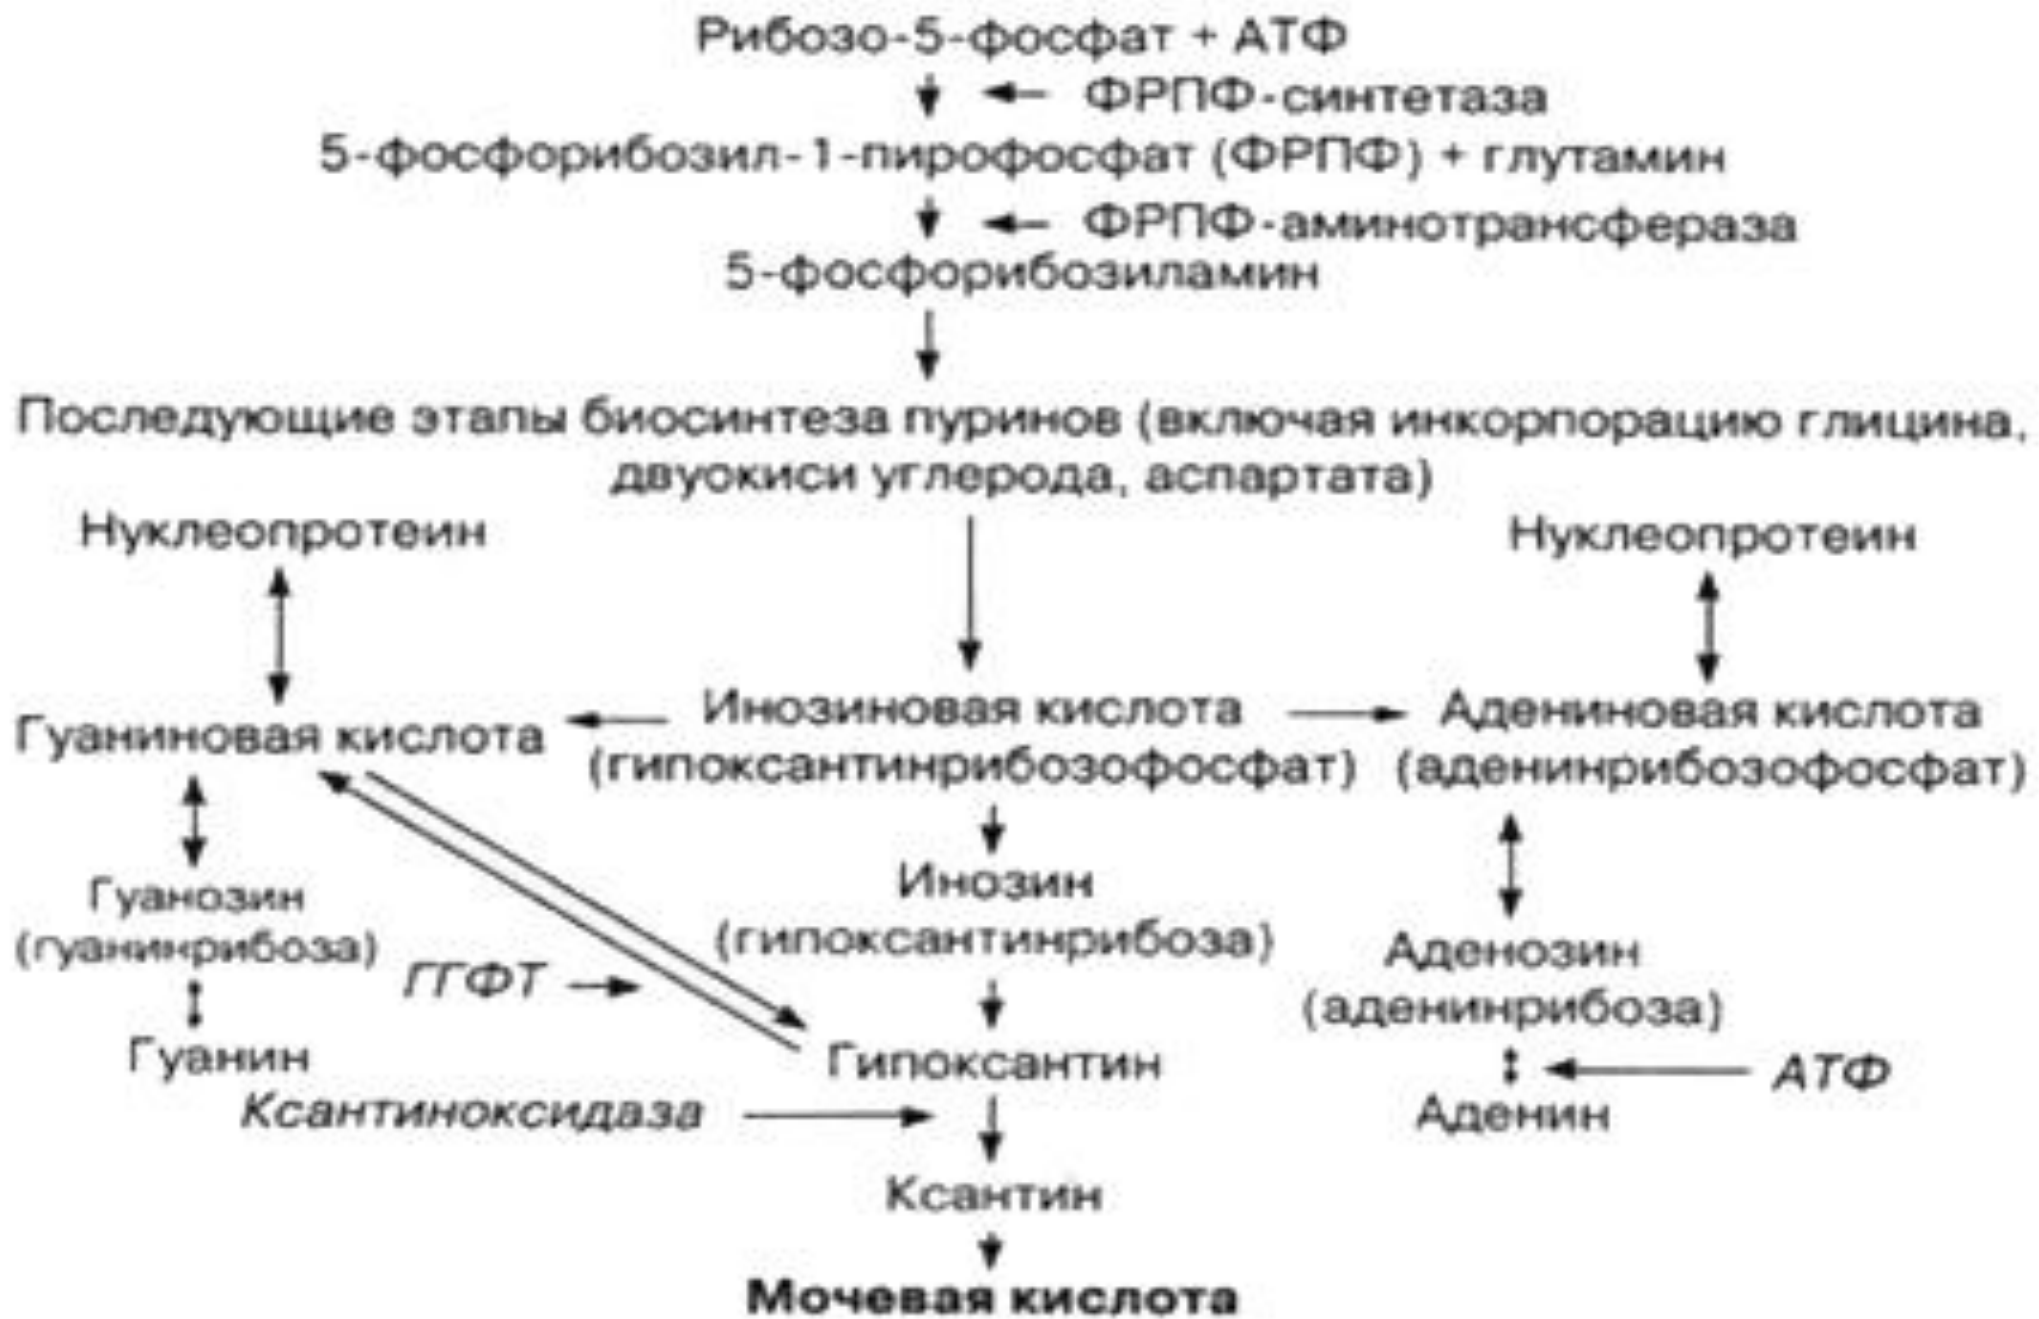 Рибозо-5-фосфат + АТФ
ФРПФ-синтетаза
5-фосфорибозил-1-пирофосфат (ФРПФ) + глутамин
ФРПФ-аминотрансфераза
5-фосфорибозиламин
Последующие этапы биосинтеза пуринов (включая инкорпорацию глицина,
двуокиси углерода, аспартата)
Нуклеопротеин
Нуклеопротеин
Гуаниновая кислота
Инозиновая кислота
(гипоксантинрибозофосфат)
Адениновая кислота
(аденинрибозофосфат)
Гуанозин
(гуанинрибоза)
Инозин
(гипоксантинрибоза)
Аденозин
(аденинрибоза)
ГГФТ
Гуанин
Гипоксантин
АТФ
Ксантиноксидаза
Аденин
Ксантин
Мочевая кислота